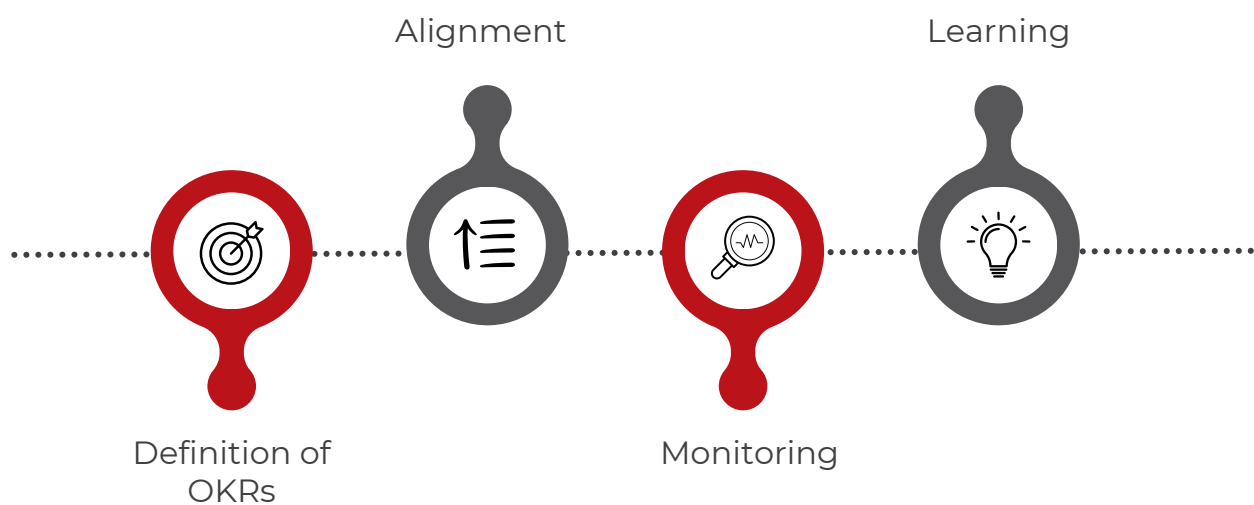 Alignment
Learning
Definition of
OKRs
Monitoring